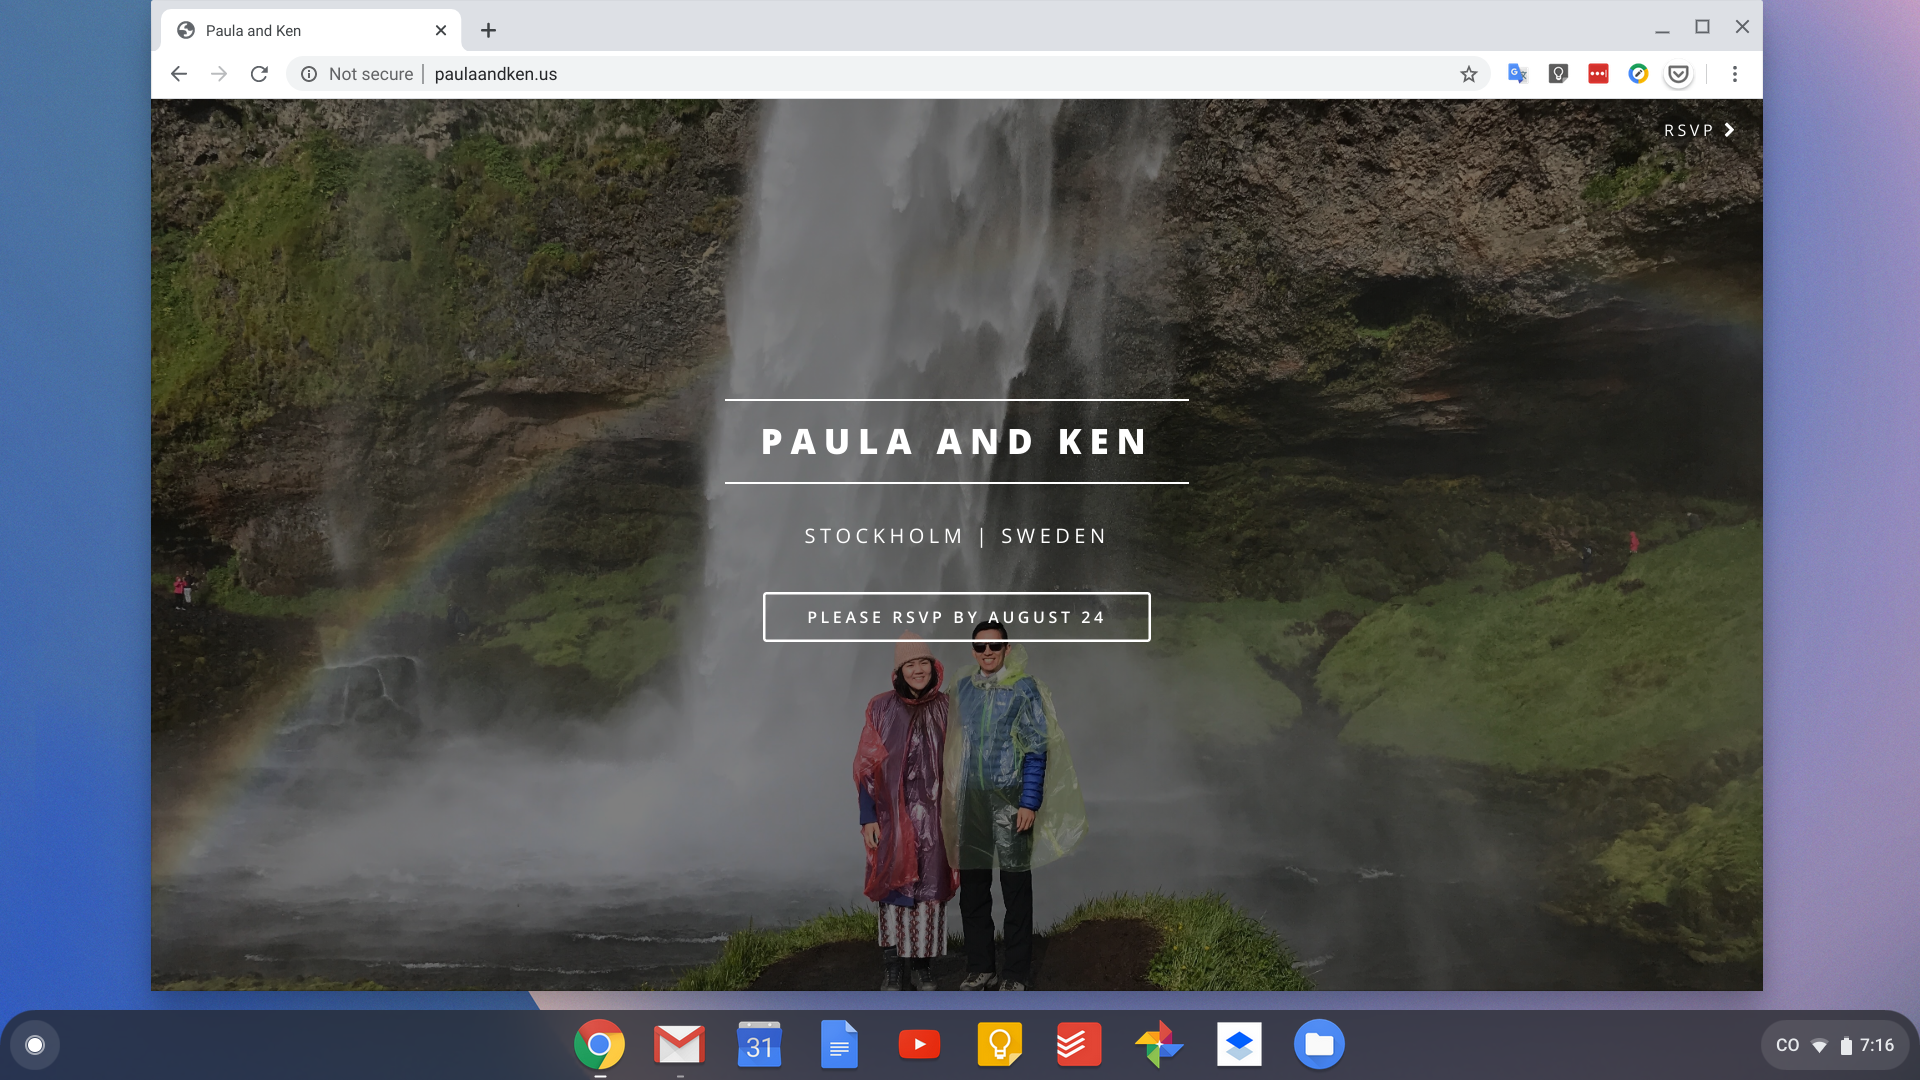 Paula and Ken
Not secure | paulaandken.us
RSVP
PAULA AND KEN
STOCKHOLM | SWEDEN
PLEASE RSVP BY AUGUST 24
31
CO 7:16